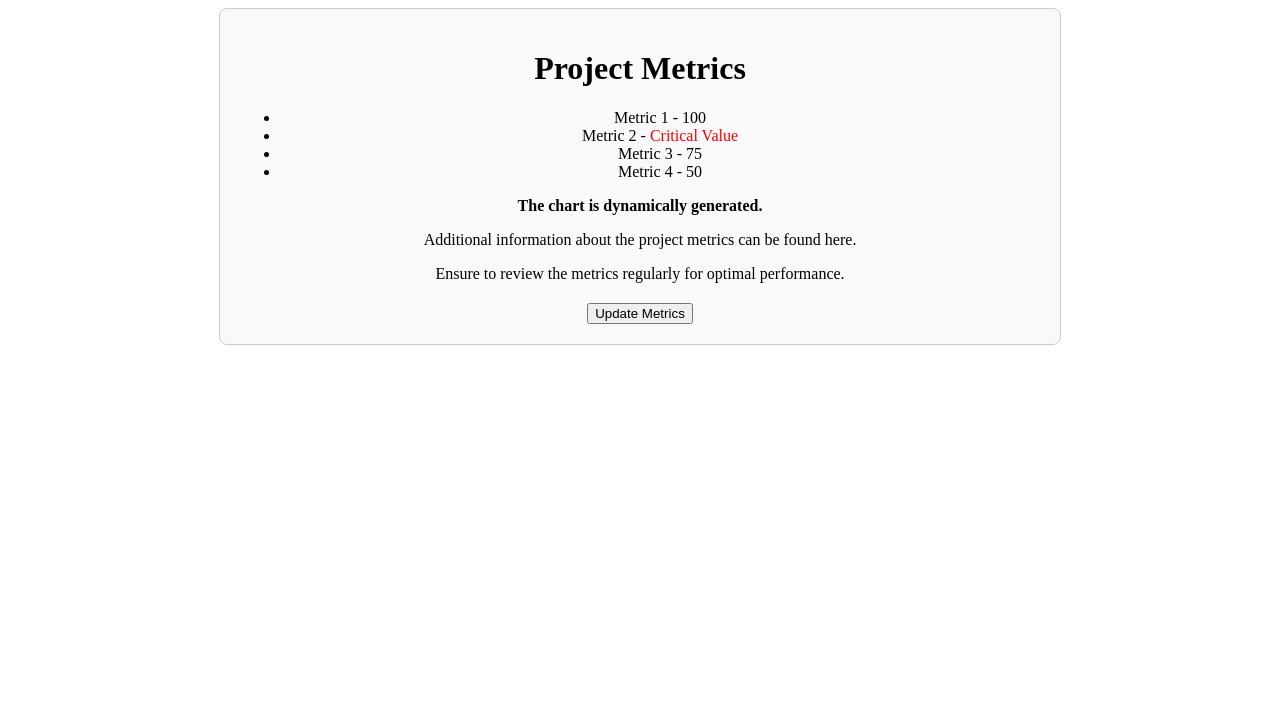 Project Metrics
Metric 1 - 100
Metric 2 - Critical Value
Metric 3 - 75
Metric 4 - 50
The chart is dynamically generated.
Additional information about the project metrics can be found here.
Ensure to review the metrics regularly for optimal performance.
Update Metrics